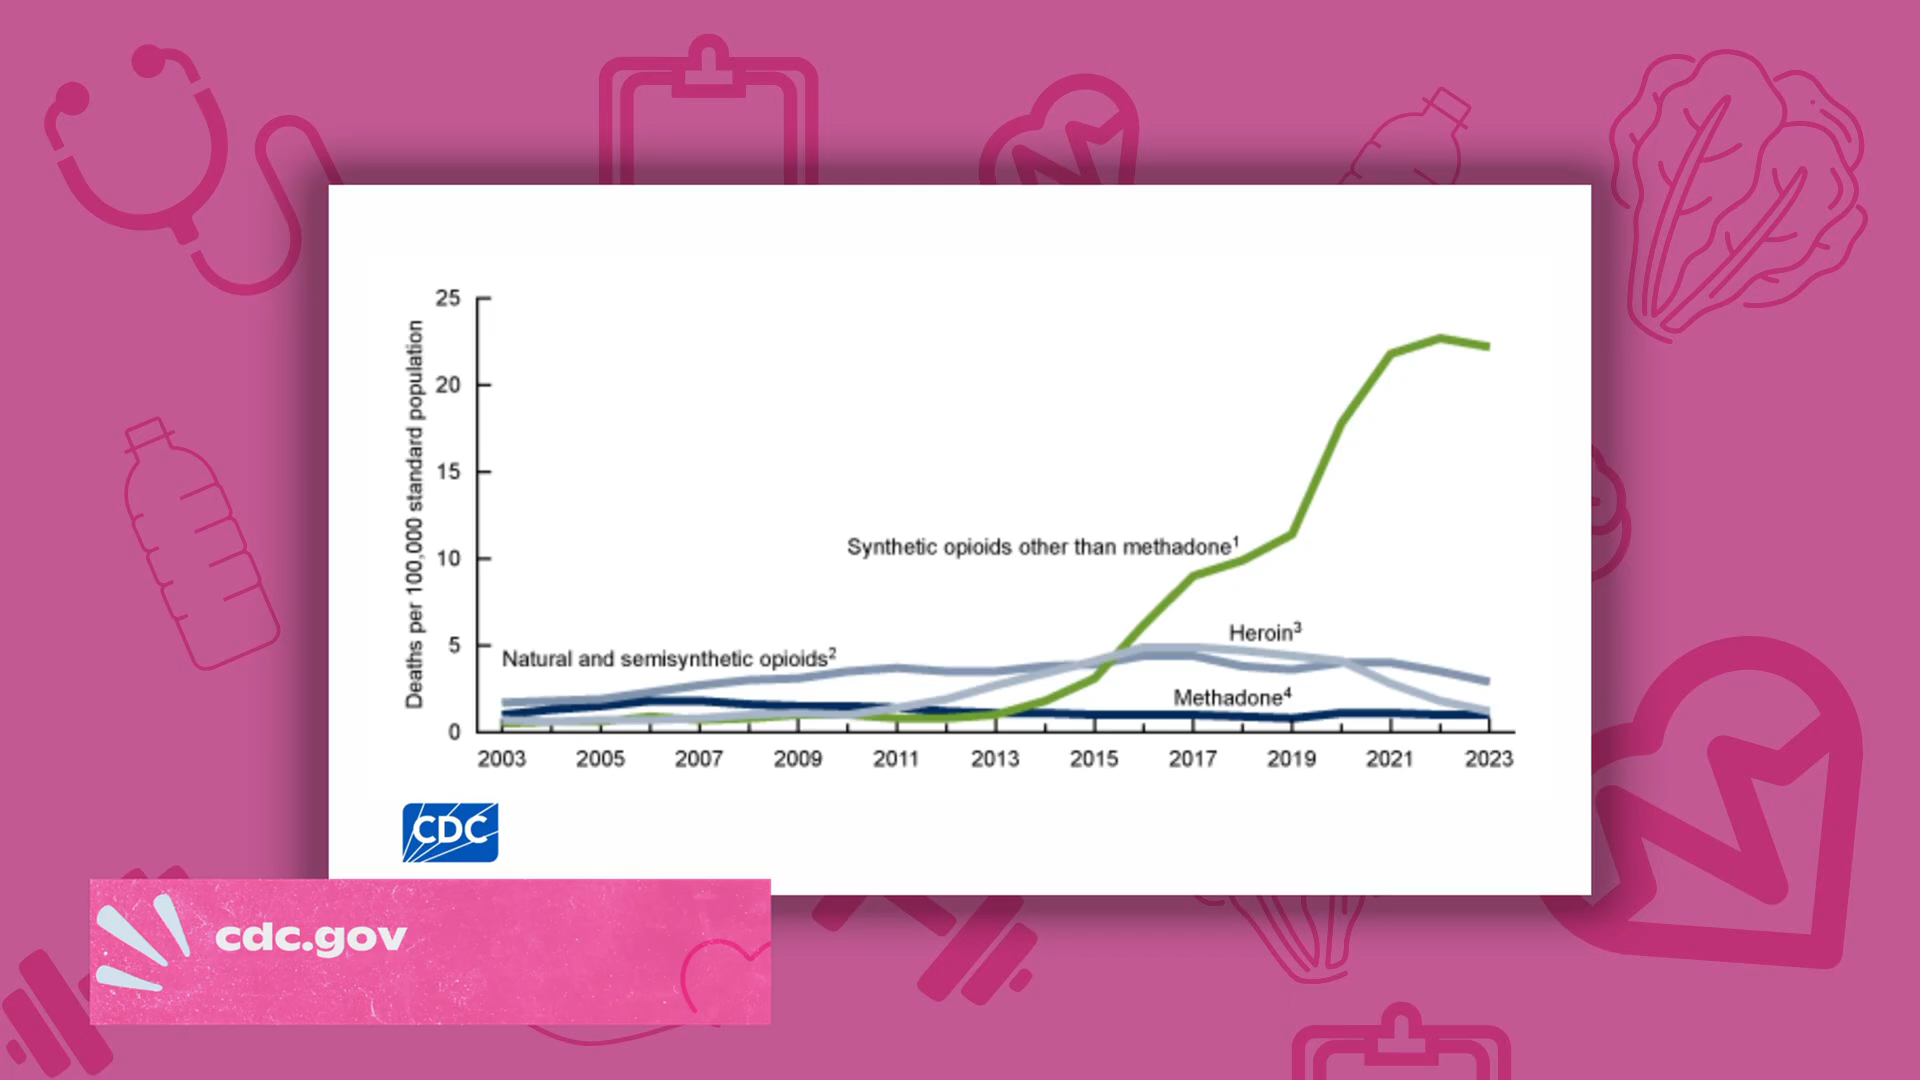 25
20
15
10
5
0
Deaths per 100,000 standard population
Synthetic opioids other than methadone¹
Heroin³
Natural and semisynthetic opioids²
Methadone⁴
2003 2005 2007 2009 2011 2013 2015 2017 2019 2021 2023
CDC
cdc.gov